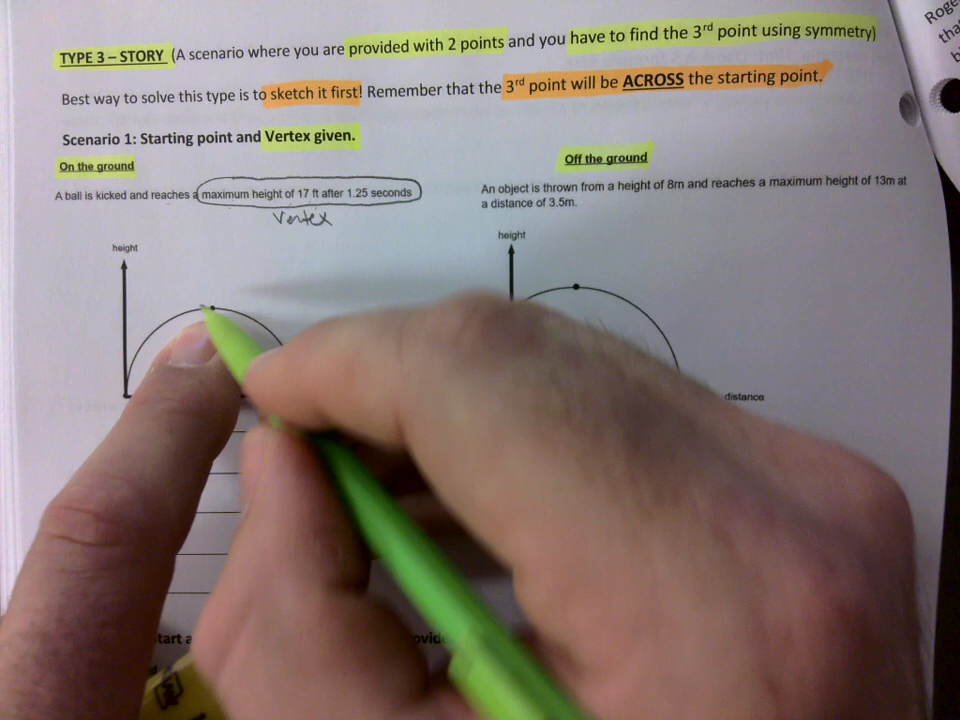 TYPE 3 – STORY (A scenario where you are provided with 2 points and you have to find the 3rd point using symmetry)
Best way to solve this type is to sketch it first! Remember that the 3rd point will be ACROSS the starting point.
Scenario 1: Starting point and Vertex given.
On the ground
A ball is kicked and reaches a maximum height of 17 ft after 1.25 seconds
Vertex
height
Off the ground
An object is thrown from a height of 8m and reaches a maximum height of 13m at
a distance of 3.5m.
height
distance